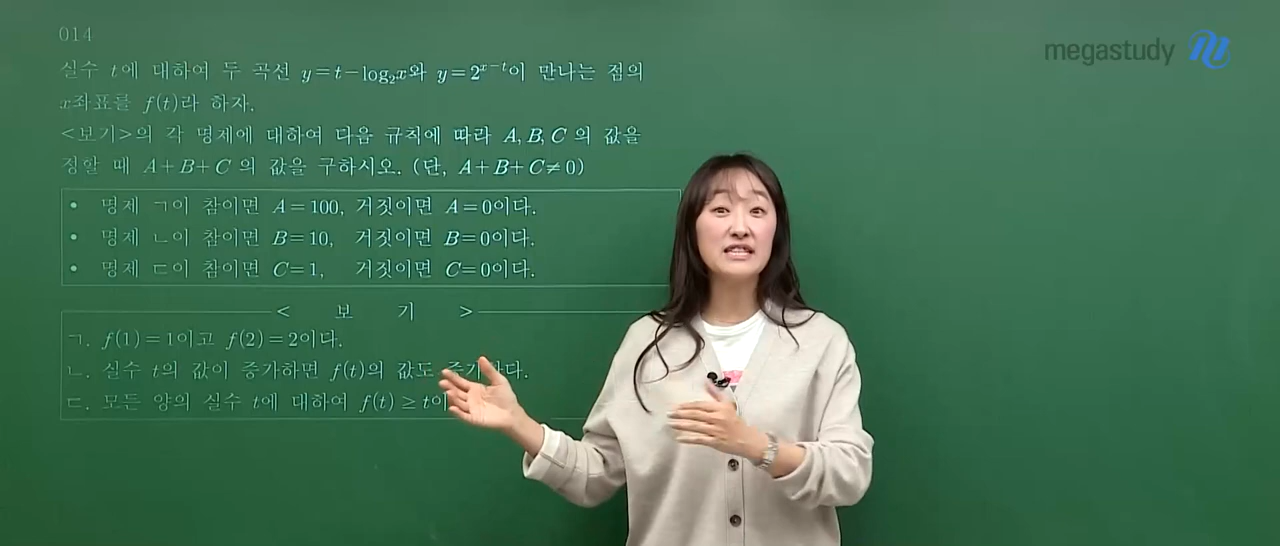 014
megastudy
실수 t에 대하여 두 곡선 y=t-log₂x와 y=2^{x-t}이 만나는 점의
x좌표를 f(t)라 하자.
<보기>의 각 명제에 대하여 다음 규칙에 따라 A, B, C 의 값을
정할 때 A+B+C 의 값을 구하시오. (단, A+B+C≠0)
• 명제 ㄱ이 참이면 A=100, 거짓이면 A=0이다.
• 명제 ㄴ이 참이면 B=10, 거짓이면 B=0이다.
• 명제 ㄷ이 참이면 C=1, 거짓이면 C=0이다.
< 보 기 >
ㄱ. f(1)=1이고 f(2)=2이다.
ㄴ. 실수 t의 값이 증가하면 f(t)의 값도 증가한다.
ㄷ. 모든 양의 실수 t에 대하여 f(t)≥t이